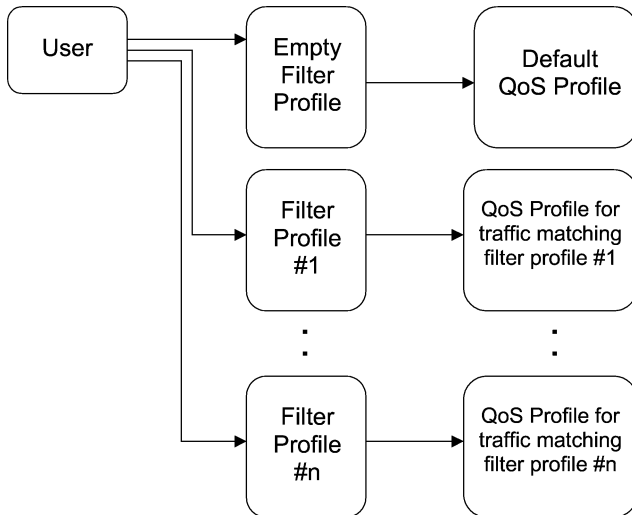 User
Empty
Filter
Profile
Default
QoS Profile
Filter
Profile
#1
QoS Profile for
traffic matching
filter profile #1
:
:
Filter
Profile
#n
QoS Profile for
traffic matching
filter profile #n